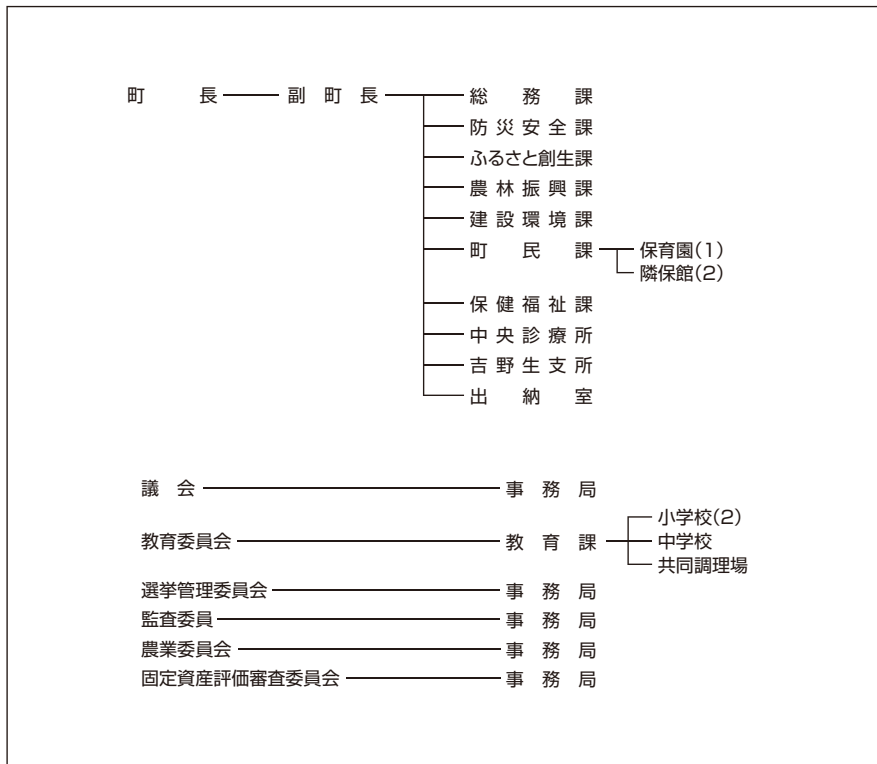 町長 副町長 総務課
防災安全課
ふるさと創生課
農林振興課
建設環境課
町民課 保育園(1)
隣保館(2)
保健福祉課
中央診療所
吉野生支所
出納室
議会 事務局
小学校(2)
教育委員会 教育課 中学校
共同調理場
選挙管理委員会 事務局
監査委員 事務局
農業委員会 事務局
固定資産評価審査委員会 事務局